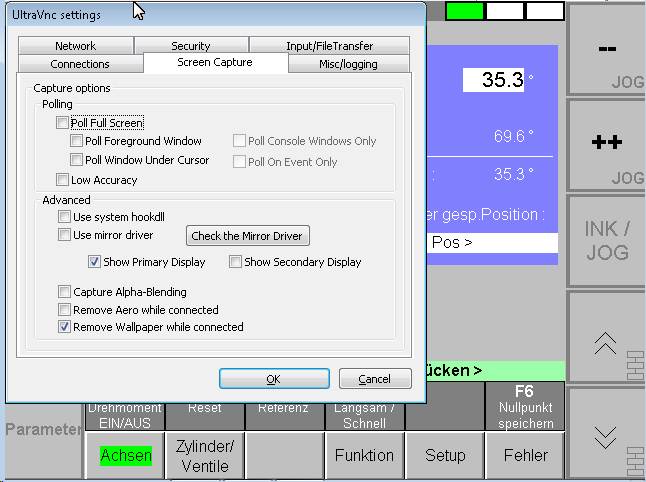 UltraVnc settings
Network
Security
Input/FileTransfer
Connections
Screen Capture
Misc/logging
Capture options
Polling
Poll Full Screen
Poll Foreground Window
Poll Console Windows Only
Poll Window Under Cursor
Poll On Event Only
Low Accuracy
Advanced
Use system hookdll
Use mirror driver
Check the Mirror Driver
Show Primary Display
Show Secondary Display
Capture Alpha-Blending
Remove Aero while connected
Remove Wallpaper while connected
OK
Cancel
35.3 °
69.6 °
: 35.3 °
er gesp.Position :
Pos >
ücken >
--
JOG
++
JOG
INK /
JOG
Parameter
Drehmoment
EIN/AUS
Reset
Referenz
Langsam /
Schnell
F6
Nullpunkt
speichern
Achsen
Zylinder/
Ventile
Funktion
Setup
Fehler